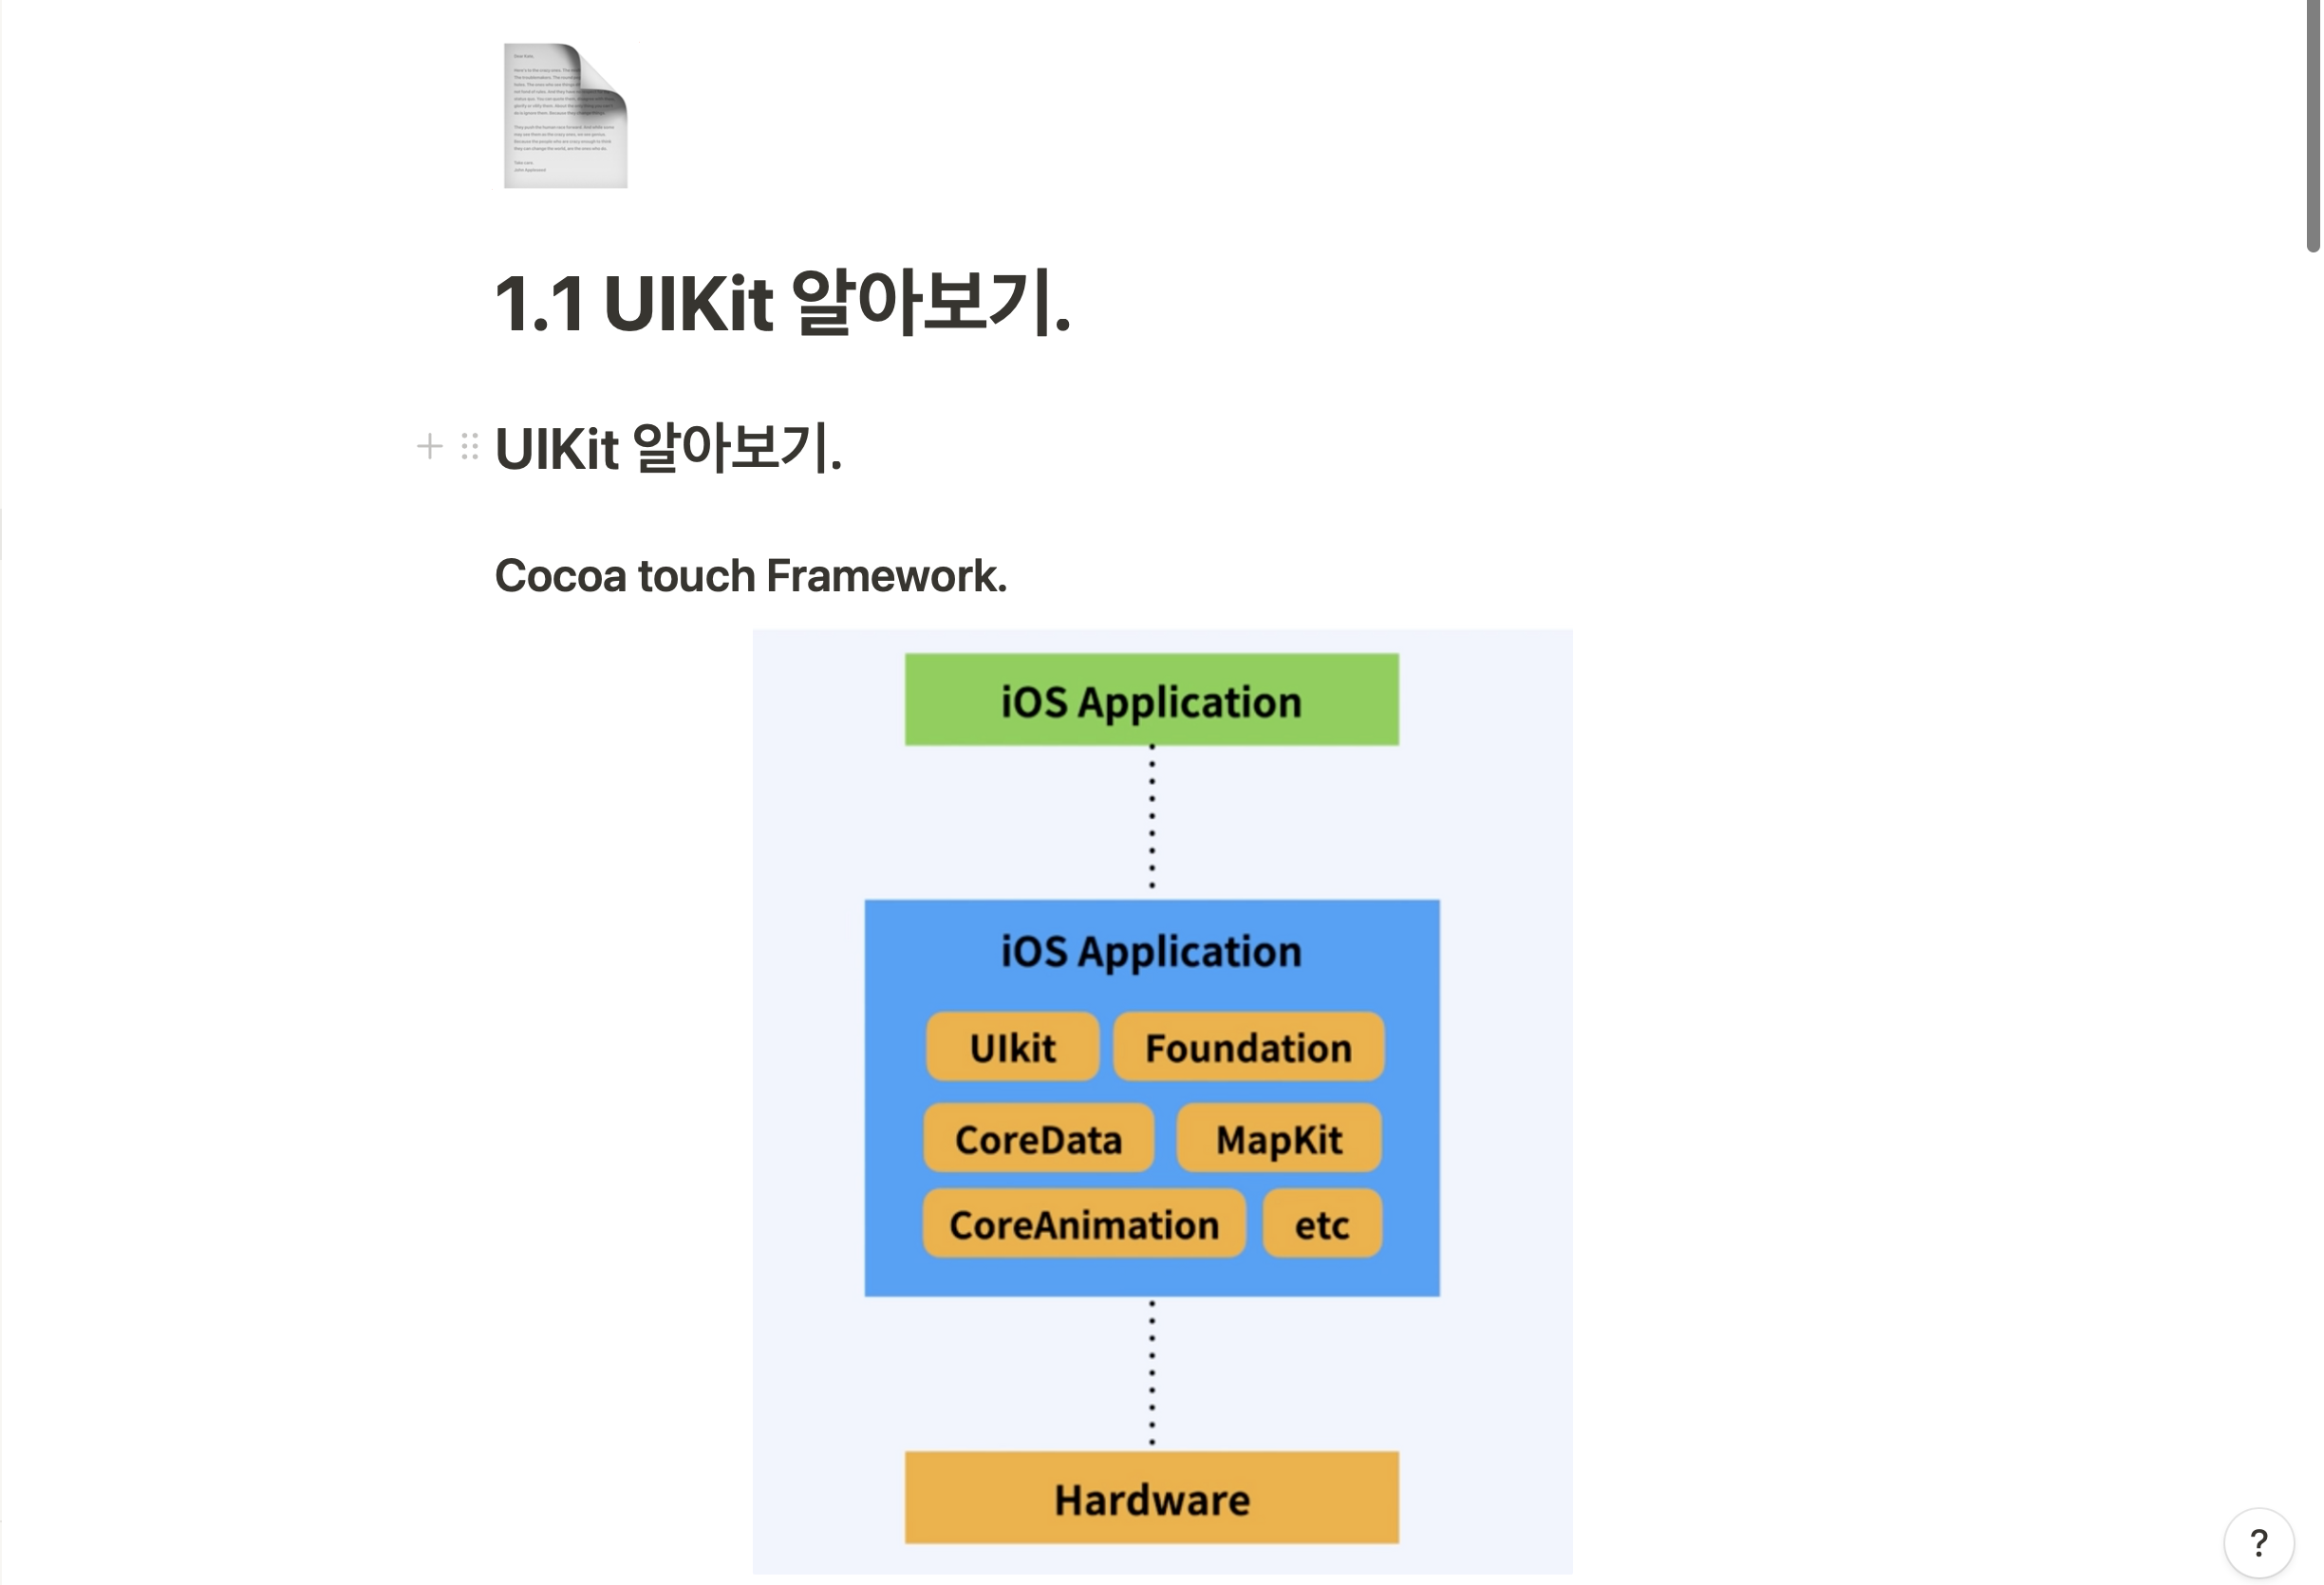 1.1 UIKit 알아보기.
UIKit 알아보기.
Cocoa touch Framework.
iOS Application
iOS Application
UIkit Foundation
CoreData MapKit
CoreAnimation etc
Hardware
?